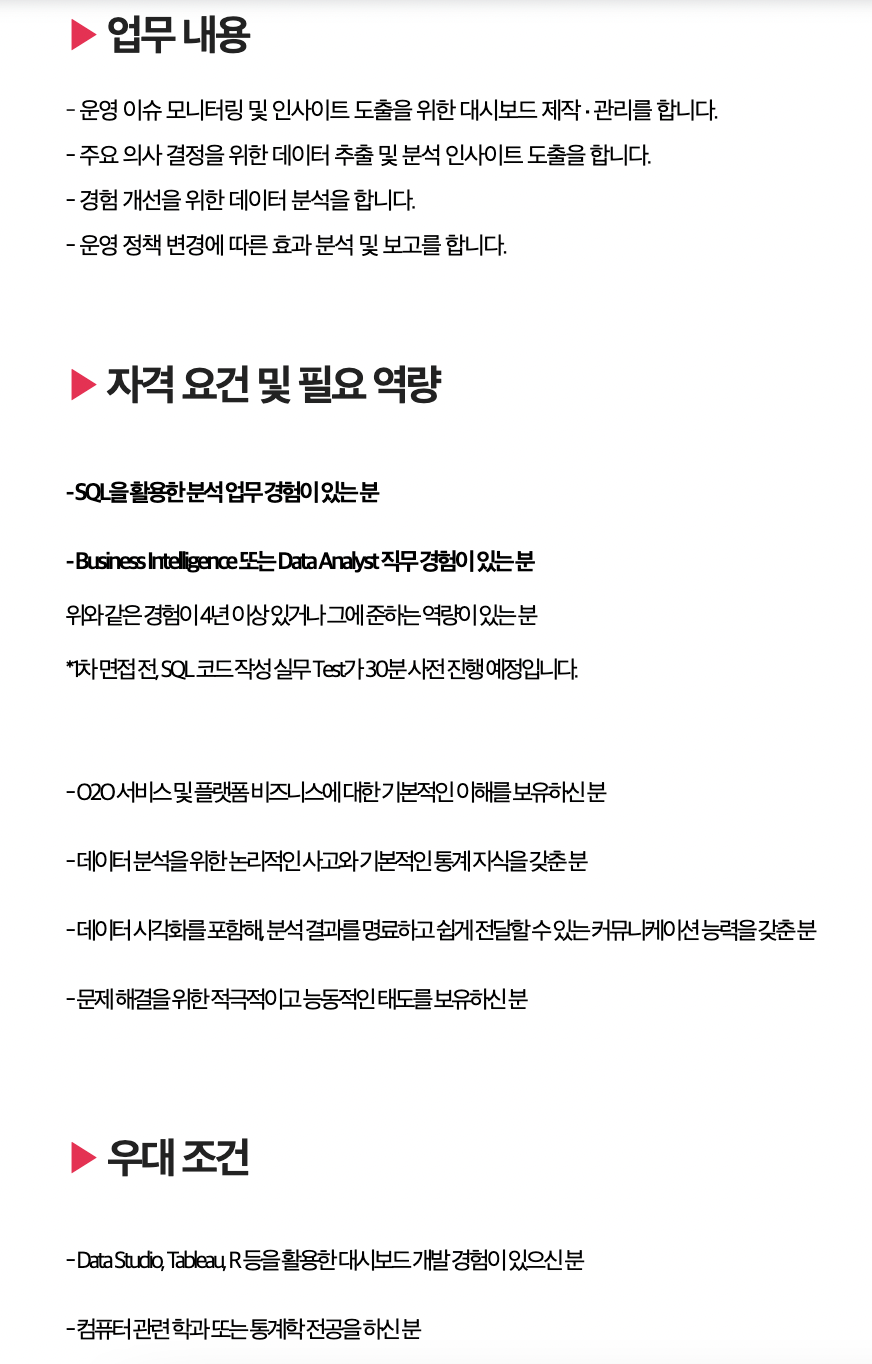 ▶ 업무 내용
- 운영 이슈 모니터링 및 인사이트 도출을 위한 대시보드 제작·관리를 합니다.
- 주요 의사 결정을 위한 데이터 추출 및 분석 인사이트 도출을 합니다.
- 경험 개선을 위한 데이터 분석을 합니다.
- 운영 정책 변경에 따른 효과 분석 및 보고를 합니다.
▶ 자격 요건 및 필요 역량
- SQL을 활용한 분석 업무 경험이 있는 분
- Business Intelligence 또는 Data Analyst 직무 경험이 있는 분
위와 같은 경험이 4년 이상 있거나 그에 준하는 역량이 있는 분
*1차 면접 전, SQL 코드 작성 실무 Test가 30분 사전 진행 예정입니다.
- O2O 서비스 및 플랫폼 비즈니스에 대한 기본적인 이해를 보유하신 분
- 데이터 분석을 위한 논리적인 사고와 기본적인 통계 지식을 갖춘 분
- 데이터 시각화를 포함해, 분석 결과를 명료하고 쉽게 전달할 수 있는 커뮤니케이션 능력을 갖춘 분
- 문제 해결을 위한 적극적이고 능동적인 태도를 보유하신 분
▶ 우대 조건
- Data Studio, Tableau, R 등을 활용한 대시보드 개발 경험이 있으신 분
- 컴퓨터 관련 학과 또는 통계학 전공을 하신 분